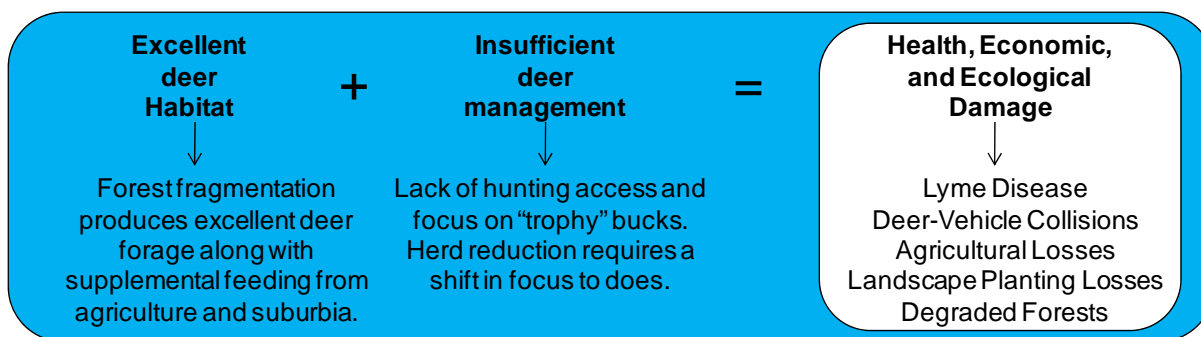 Excellent
deer
Habitat
Forest fragmentation
produces excellent deer
forage along with
supplemental feeding from
agriculture and suburbia.
+
Insufficient
deer
management
Lack of hunting access and
focus on “trophy” bucks.
Herd reduction requires a
shift in focus to does.
=
Health, Economic,
and Ecological
Damage
Lyme Disease
Deer-Vehicle Collisions
Agricultural Losses
Landscape Planting Losses
Degraded Forests